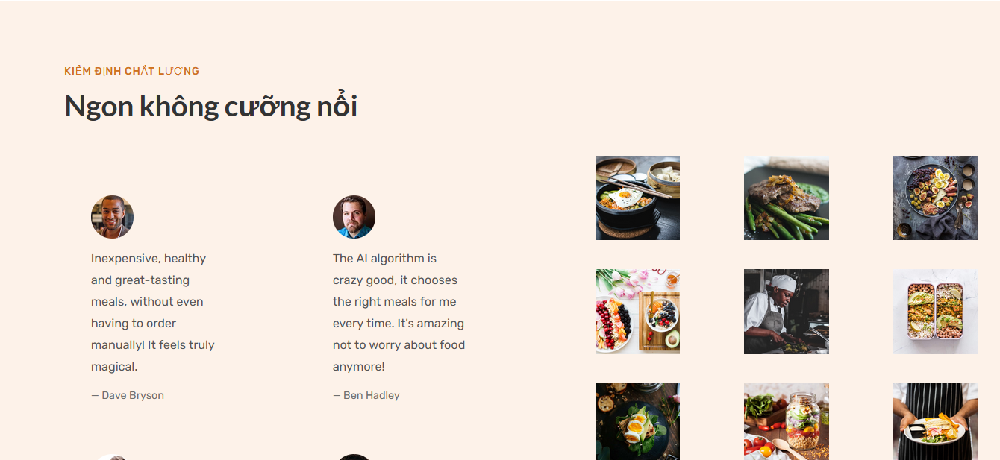 KIỂM ĐỊNH CHẤT LƯỢNG
Ngon không cưỡng nổi
Inexpensive, healthy
and great-tasting
meals, without even
having to order
manually! It feels truly
magical.
— Dave Bryson
The AI algorithm is
crazy good, it chooses
the right meals for me
every time. It's amazing
not to worry about food
anymore!
— Ben Hadley